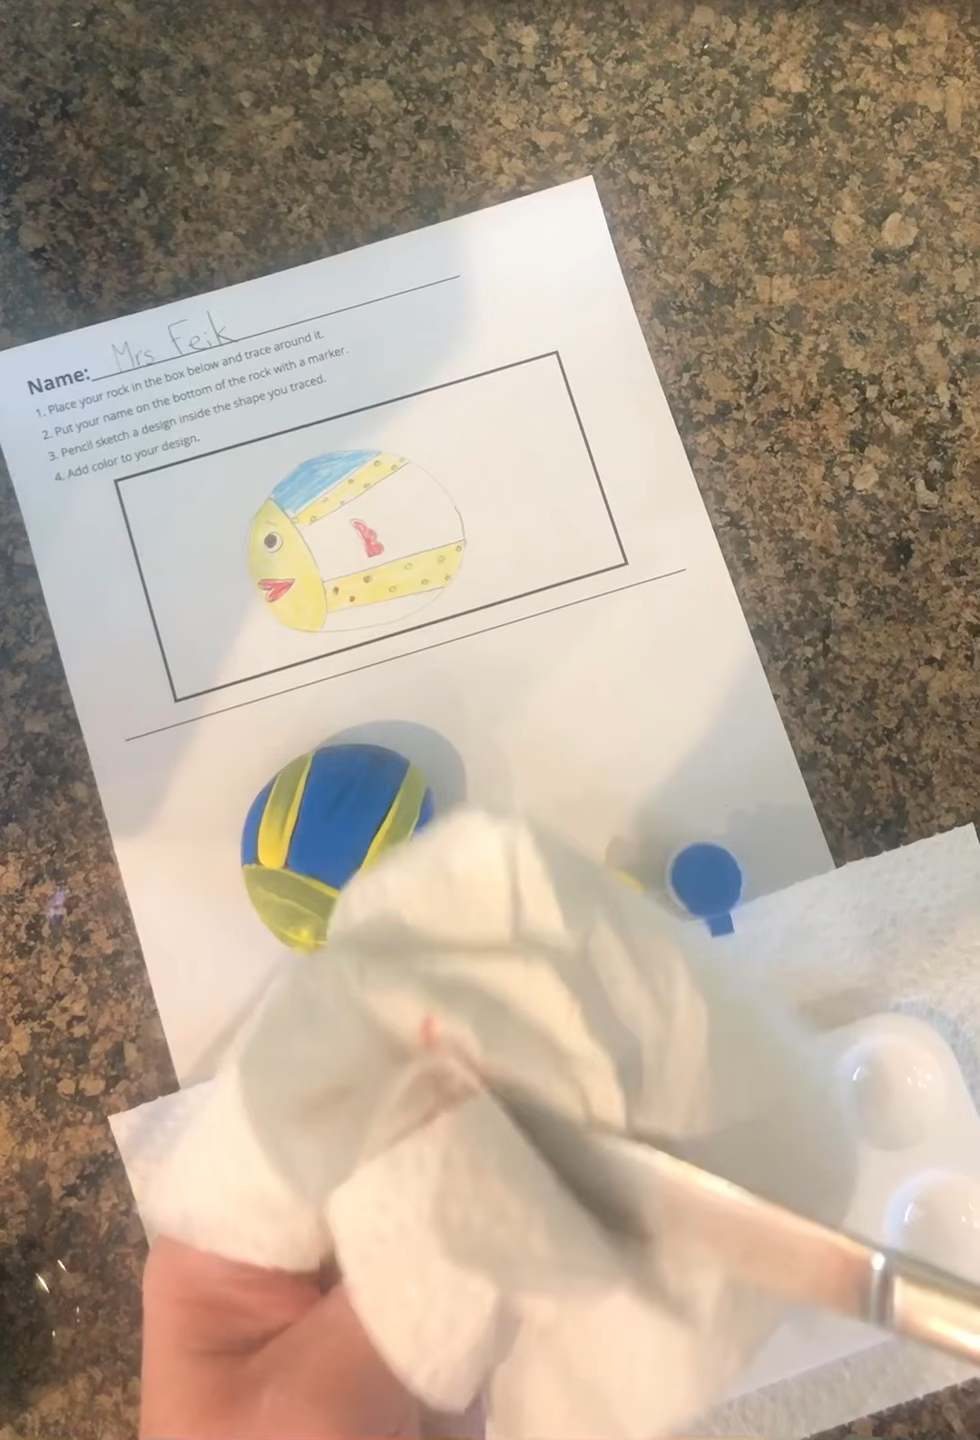 Name: Mrs Feik
1. Place your rock in the box below and trace around it.
2. Put your name on the bottom of the rock with a marker.
3. Pencil sketch a design inside the shape you traced.
4. Add color to your design.